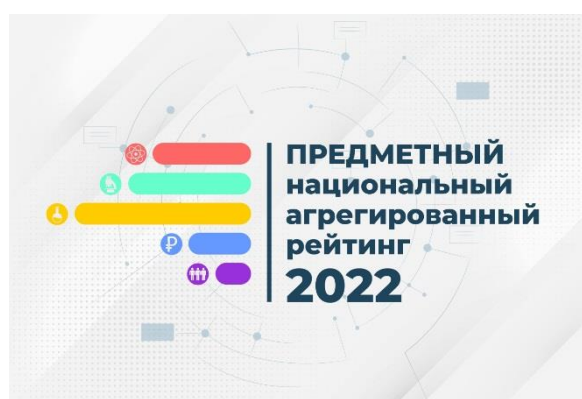 ПРЕДМЕТНЫЙ
национальный
агрегированный
рейтинг
2022